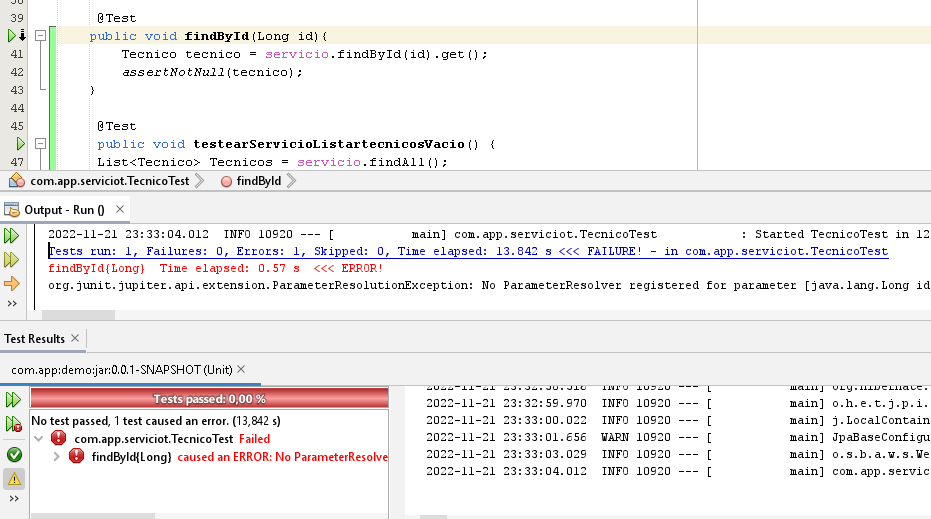 39 @Test
public void findById(Long id){
41 Tecnico tecnico = servicio.findById(id).get();
42 assertNotNull(tecnico);
43 }
44
45 @Test
public void testearServicioListartecnicosVacio() {
47 List<Tecnico> Tecnicos = servicio.findAll();
com.app.serviciot.TecnicoTest findById
Output - Run ()
2022-11-21 23:33:04.012 INFO 10920 --- [ main] com.app.serviciot.TecnicoTest : Started TecnicoTest in 12
Tests run: 1, Failures: 0, Errors: 1, Skipped: 0, Time elapsed: 13.842 s <<< FAILURE! - in com.app.serviciot.TecnicoTest
findById{Long} Time elapsed: 0.57 s <<< ERROR!
org.junit.jupiter.api.extension.ParameterResolutionException: No ParameterResolver registered for parameter [java.lang.Long id
Test Results
com.app:demo:jar:0.0.1-SNAPSHOT (Unit)
Tests passed: 0,00 %
No test passed, 1 test caused an error. (13,842 s)
com.app.serviciot.TecnicoTest Failed
findById{Long} caused an ERROR: No ParameterResolve
2022-11-21 23:32:58.518 INFO 10920 --- [ main] org.hibernate.
2022-11-21 23:32:59.970 INFO 10920 --- [ main] o.h.e.t.j.p.i.
2022-11-21 23:33:00.022 INFO 10920 --- [ main] j.LocalContain
2022-11-21 23:33:01.656 WARN 10920 --- [ main] JpaBaseConfigu
2022-11-21 23:33:03.029 INFO 10920 --- [ main] o.s.b.a.w.s.We
2022-11-21 23:33:04.012 INFO 10920 --- [ main] com.app.servic